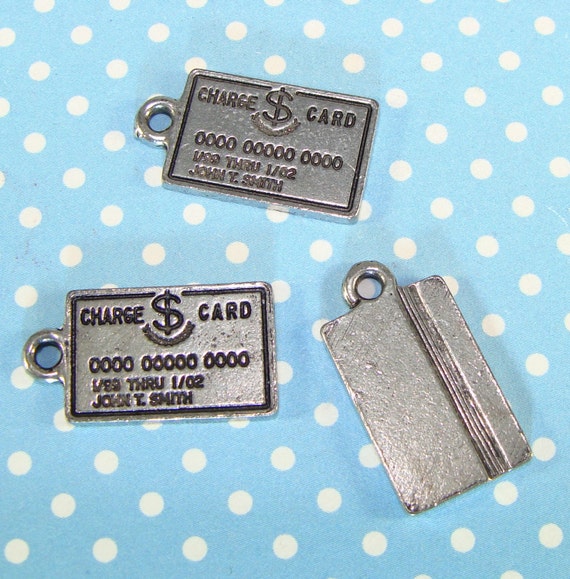 CHARGE $ CARD
0000 00000 0000
1/99 THRU 1/02
JOHN T. SMITH
CHARGE $ CARD
0000 00000 0000
1/99 THRU 1/02
JOHN T. SMITH